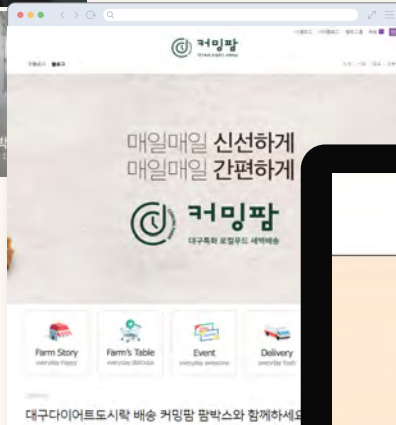 커밍팜
블로그
매일매일 신선하게
매일매일 간편하게
커밍팜
대구특화 로컬푸드 새벽배송
Farm Story
everyday happy
Farm's Table
everyday delicious
Event
everyday awesome
Delivery
everyday fresh
대구다이어트도시락 배송 커밍팜 팜박스와 함께하세요